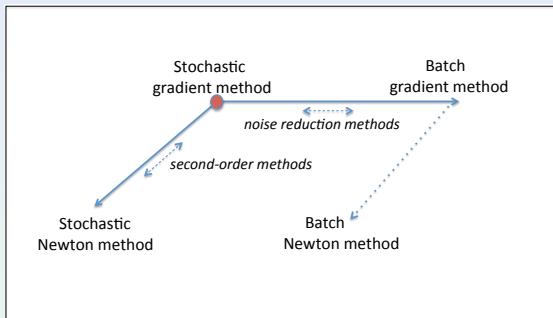 Stochastic
gradient method
Batch
gradient method
noise reduction methods
second-order methods
Stochastic
Newton method
Batch
Newton method